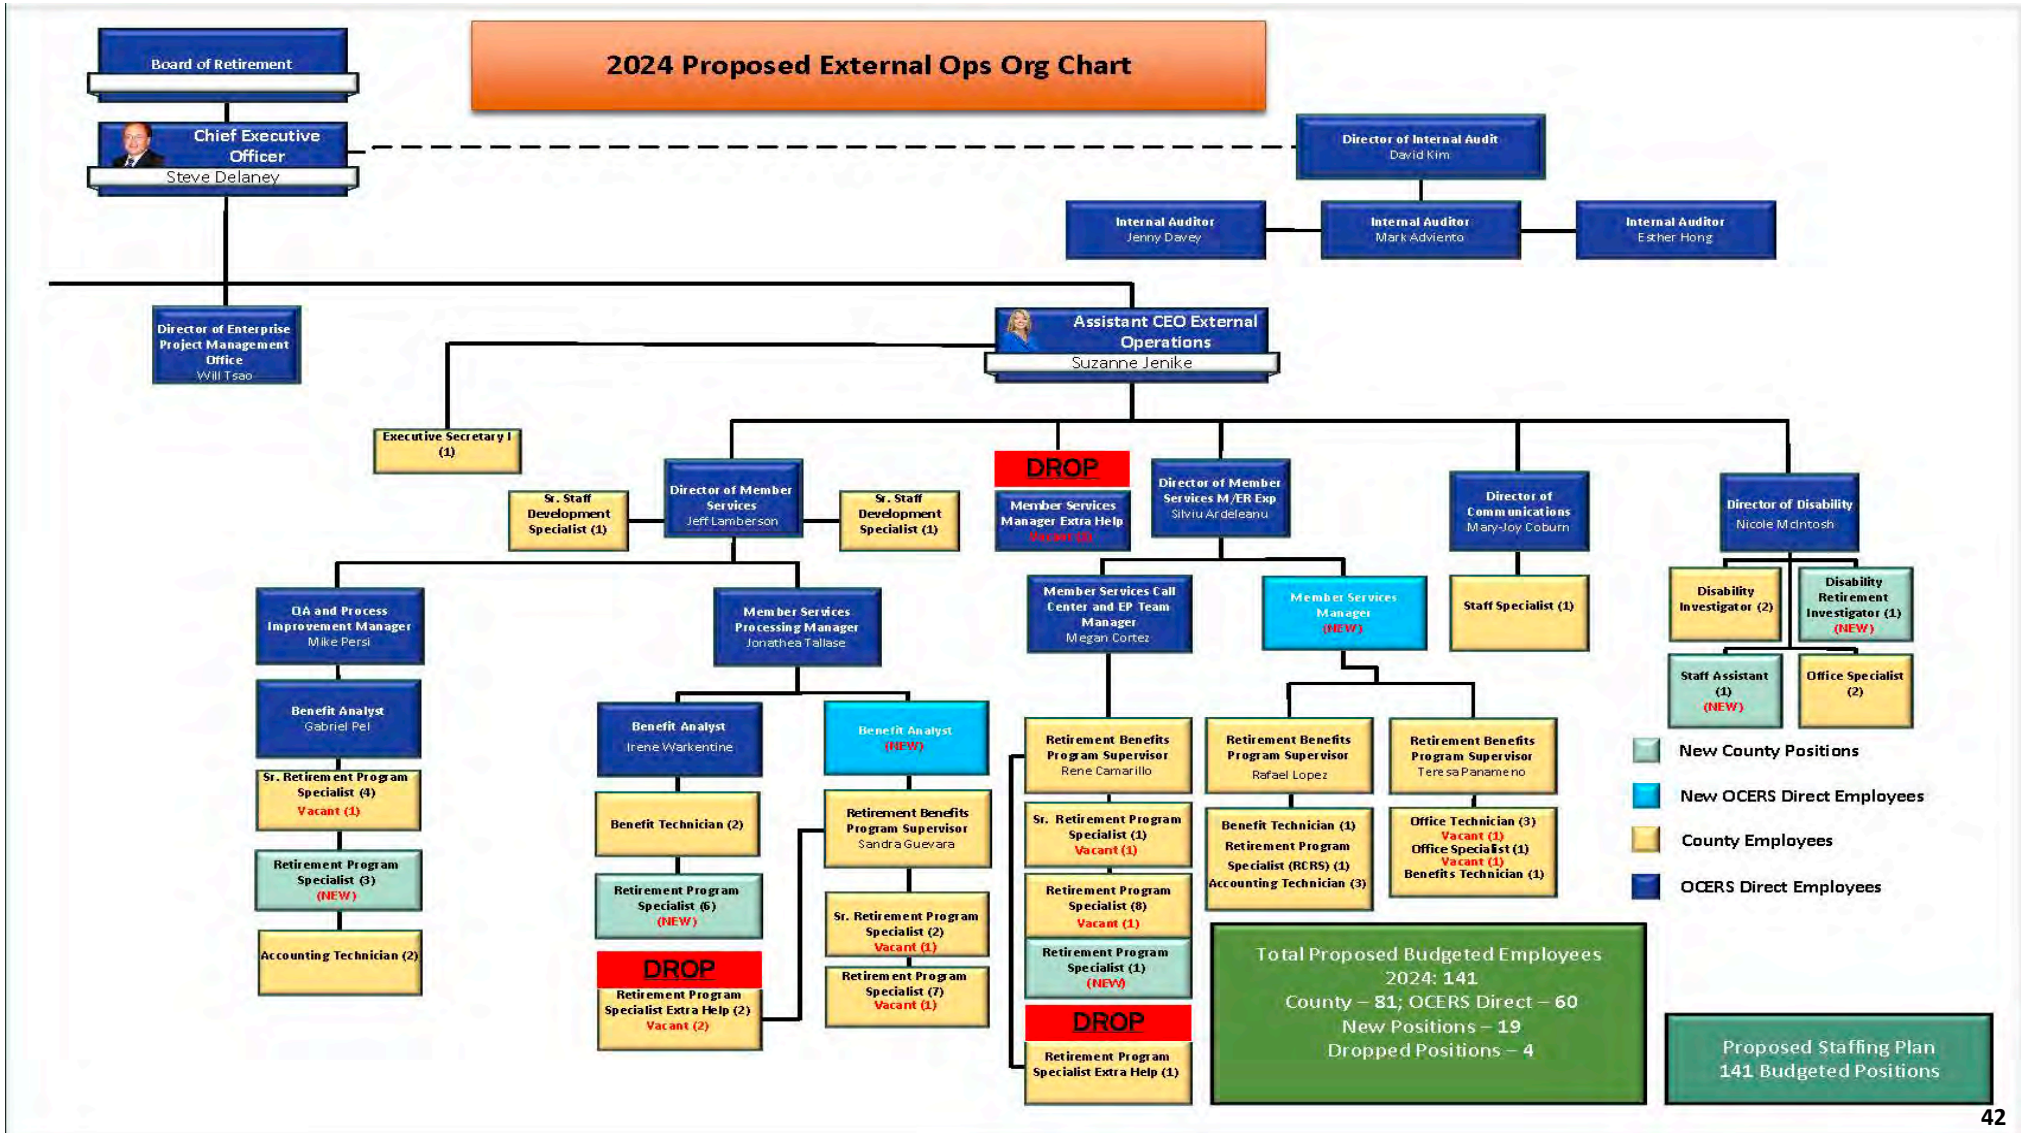 2024 Proposed External Ops Org Chart
Board of Retirement
Chief Executive
Officer
Steve Delaney
Director of Internal Audit
David Kim
Internal Auditor
Jenny Davey
Internal Auditor
Mark Adviento
Internal Auditor
Esther Hong
Director of Enterprise
Project Management
Office
Will Tsao
Assistant CEO External
Operations
Suzanne Jenike
Executive Secretary I
(1)
Sr. Staff
Development
Specialist (1)
Director of Member
Services
Jeff Lamberson
Sr. Staff
Development
Specialist (1)
DROP
Member Services
Manager Extra Help
Vacant
Director of Member
Services M/ER Exp
Silviu Ardeleanu
Director of
Communications
Mary-Joy Coburn
Director of Disability
Nicole McIntosh
QA and Process
Improvement Manager
Mike Persi
Member Services
Processing Manager
Jonathea Tallase
Member Services Call
Center and EP Team
Manager
Megan Cortez
Member Services
Manager
(NEW)
Staff Specialist (1)
Disability
Investigator (2)
Disability
Retirement
Investigator (1)
(NEW)
Staff Assistant
(1)
(NEW)
Office Specialist
(2)
Benefit Analyst
Gabriel Pel
Sr. Retirement Program
Specialist (4)
Vacant (1)
Retirement Program
Specialist (3)
(NEW)
Accounting Technician (2)
Benefit Analyst
Irene Warkentine
Benefit Technician (2)
Retirement Program
Specialist (6)
(NEW)
DROP
Retirement Program
Specialist Extra Help (2)
Vacant (2)
Benefit Analyst
(NEW)
Retirement Benefits
Program Supervisor
Sandra Guevara
Sr. Retirement Program
Specialist (2)
Vacant (1)
Retirement Program
Specialist (7)
Vacant (1)
Retirement Benefits
Program Supervisor
Rene Camarillo
Sr. Retirement Program
Specialist (1)
Vacant (1)
Retirement Program
Specialist (8)
Vacant (1)
Retirement Program
Specialist (1)
(NEW)
DROP
Retirement Program
Specialist Extra Help (1)
Retirement Benefits
Program Supervisor
Rafael Lopez
Benefit Technician (1)
Retirement Program
Specialist (RCRS) (1)
Accounting Technician (3)
Retirement Benefits
Program Supervisor
Teresa Panameno
Office Technician (3)
Vacant (1)
Office Specialist (1)
Vacant (1)
Benefits Technician (1)
New County Positions
New OCERS Direct Employees
County Employees
OCERS Direct Employees
Total Proposed Budgeted Employees
2024: 141
County – 81; OCERS Direct – 60
New Positions – 19
Dropped Positions – 4
Proposed Staffing Plan
141 Budgeted Positions
42